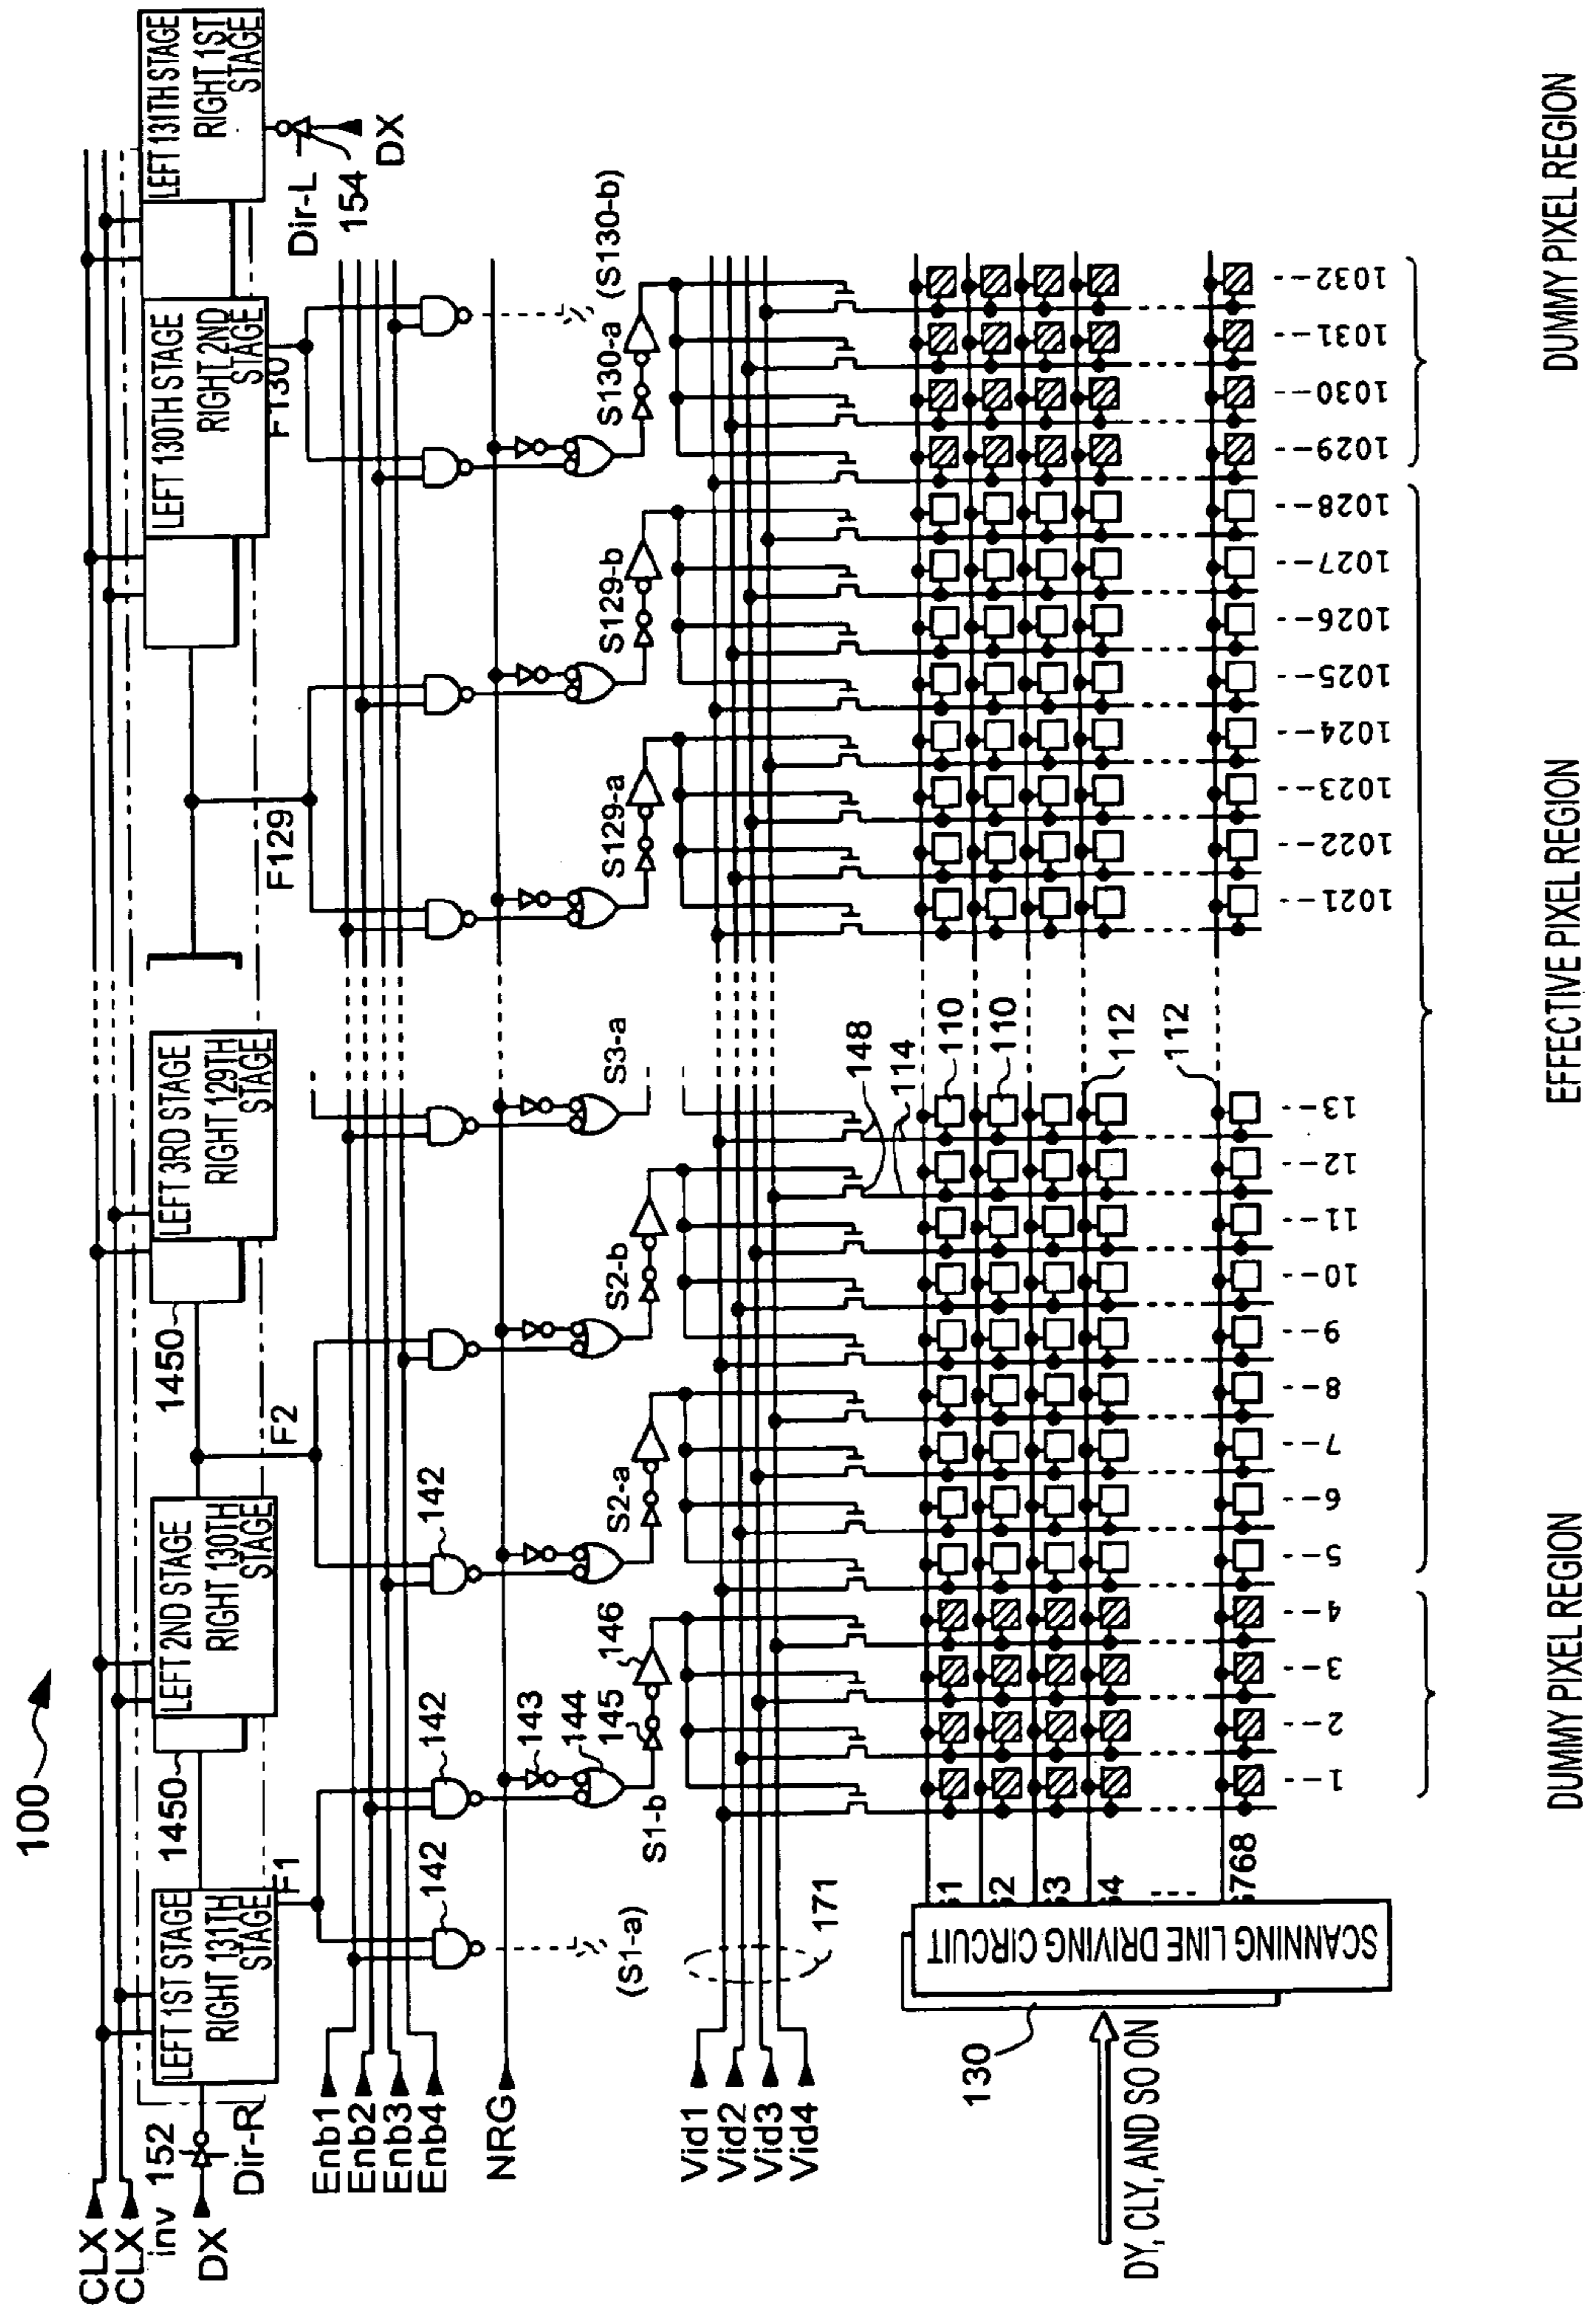 100
CLX
CLX
inv
DX
152
Dir-R
LEFT 1ST STAGE
RIGHT 131TH
STAGE
1450
LEFT 2ND STAGE
RIGHT 130TH
STAGE
1450
LEFT 3RD STAGE
RIGHT 129TH
STAGE
LEFT 130TH STAGE
RIGHT 2ND
STAGE
LEFT 131TH STAGE
RIGHT 1ST
STAGE
Dir-L
154
DX
F1
F2
F129
F130
Enb1
Enb2
Enb3
Enb4
142
142
142
NRG
143
144
145
146
(S1-a)
S1-b
S2-a
S2-b
S3-a
S129-a
S129-b
S130-a
(S130-b)
Vid1
Vid2
Vid3
Vid4
171
148
114
110
110
112
112
130
SCANNING LINE DRIVING CIRCUIT
DY, CLY, AND SO ON
1
2
3
4
768
1
2
3
4
5
6
7
8
9
10
11
12
13
1021
1022
1023
1024
1025
1026
1027
1028
1029
1030
1031
1032
DUMMY PIXEL REGION
EFFECTIVE PIXEL REGION
DUMMY PIXEL REGION